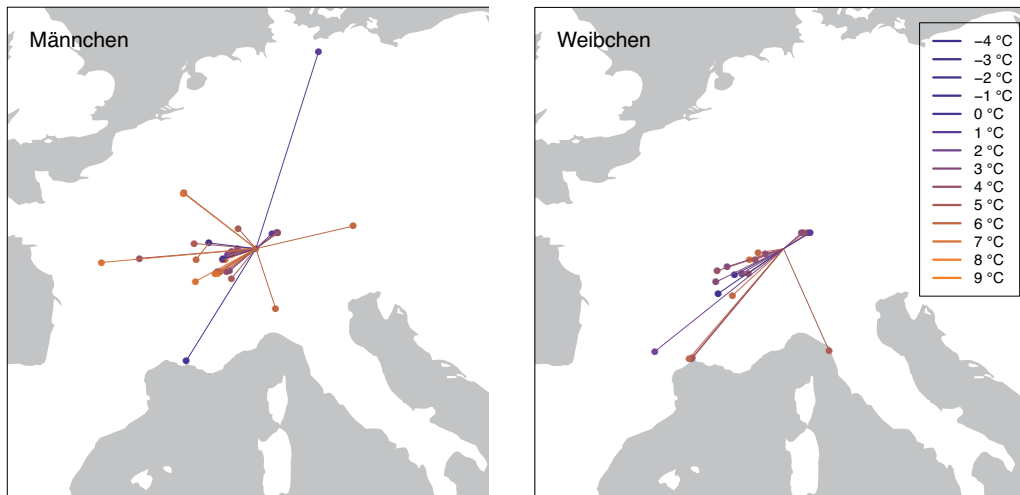 Männchen
Weibchen
−4 °C
−3 °C
−2 °C
−1 °C
0 °C
1 °C
2 °C
3 °C
4 °C
5 °C
6 °C
7 °C
8 °C
9 °C